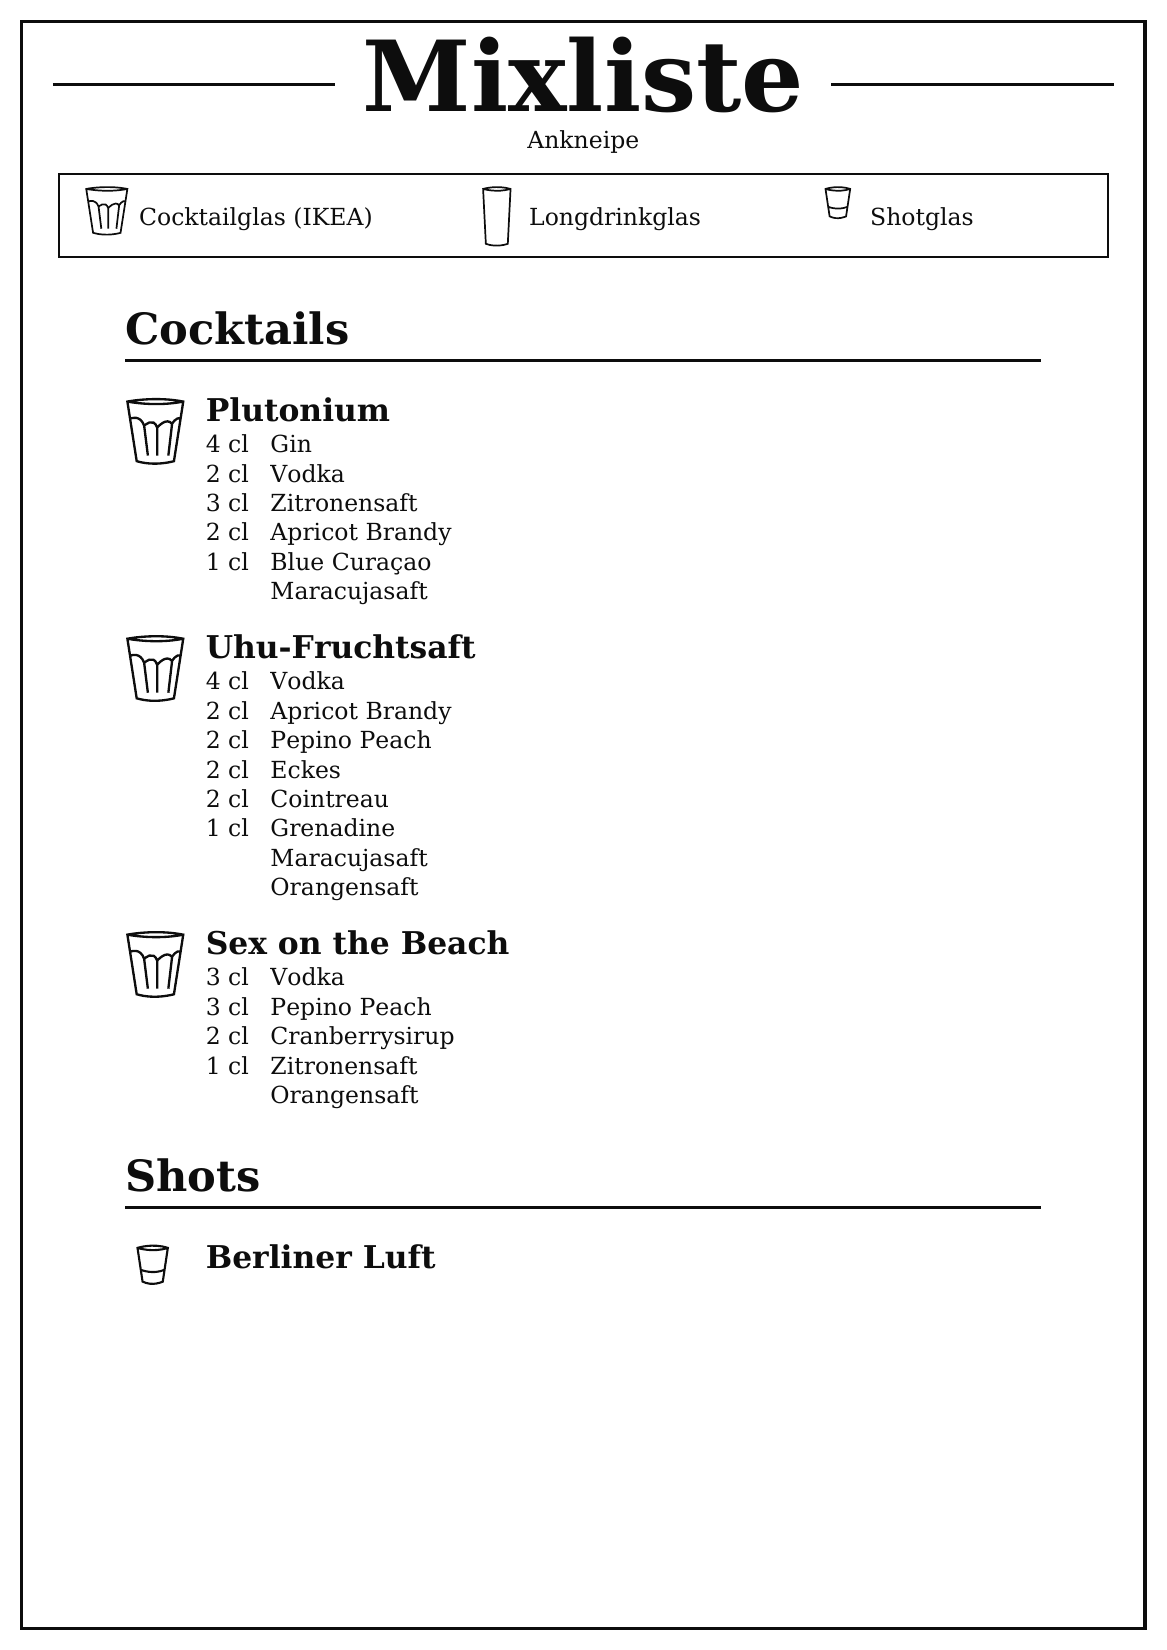 Mixliste
Ankneipe
Cocktailglas (IKEA) Longdrinkglas Shotglas
Cocktails
Plutonium
4 cl Gin
2 cl Vodka
3 cl Zitronensaft
2 cl Apricot Brandy
1 cl Blue Curaçao
Maracujasaft
Uhu-Fruchtsaft
4 cl Vodka
2 cl Apricot Brandy
2 cl Pepino Peach
2 cl Eckes
2 cl Cointreau
1 cl Grenadine
Maracujasaft
Orangensaft
Sex on the Beach
3 cl Vodka
3 cl Pepino Peach
2 cl Cranberrysirup
1 cl Zitronensaft
Orangensaft
Shots
Berliner Luft